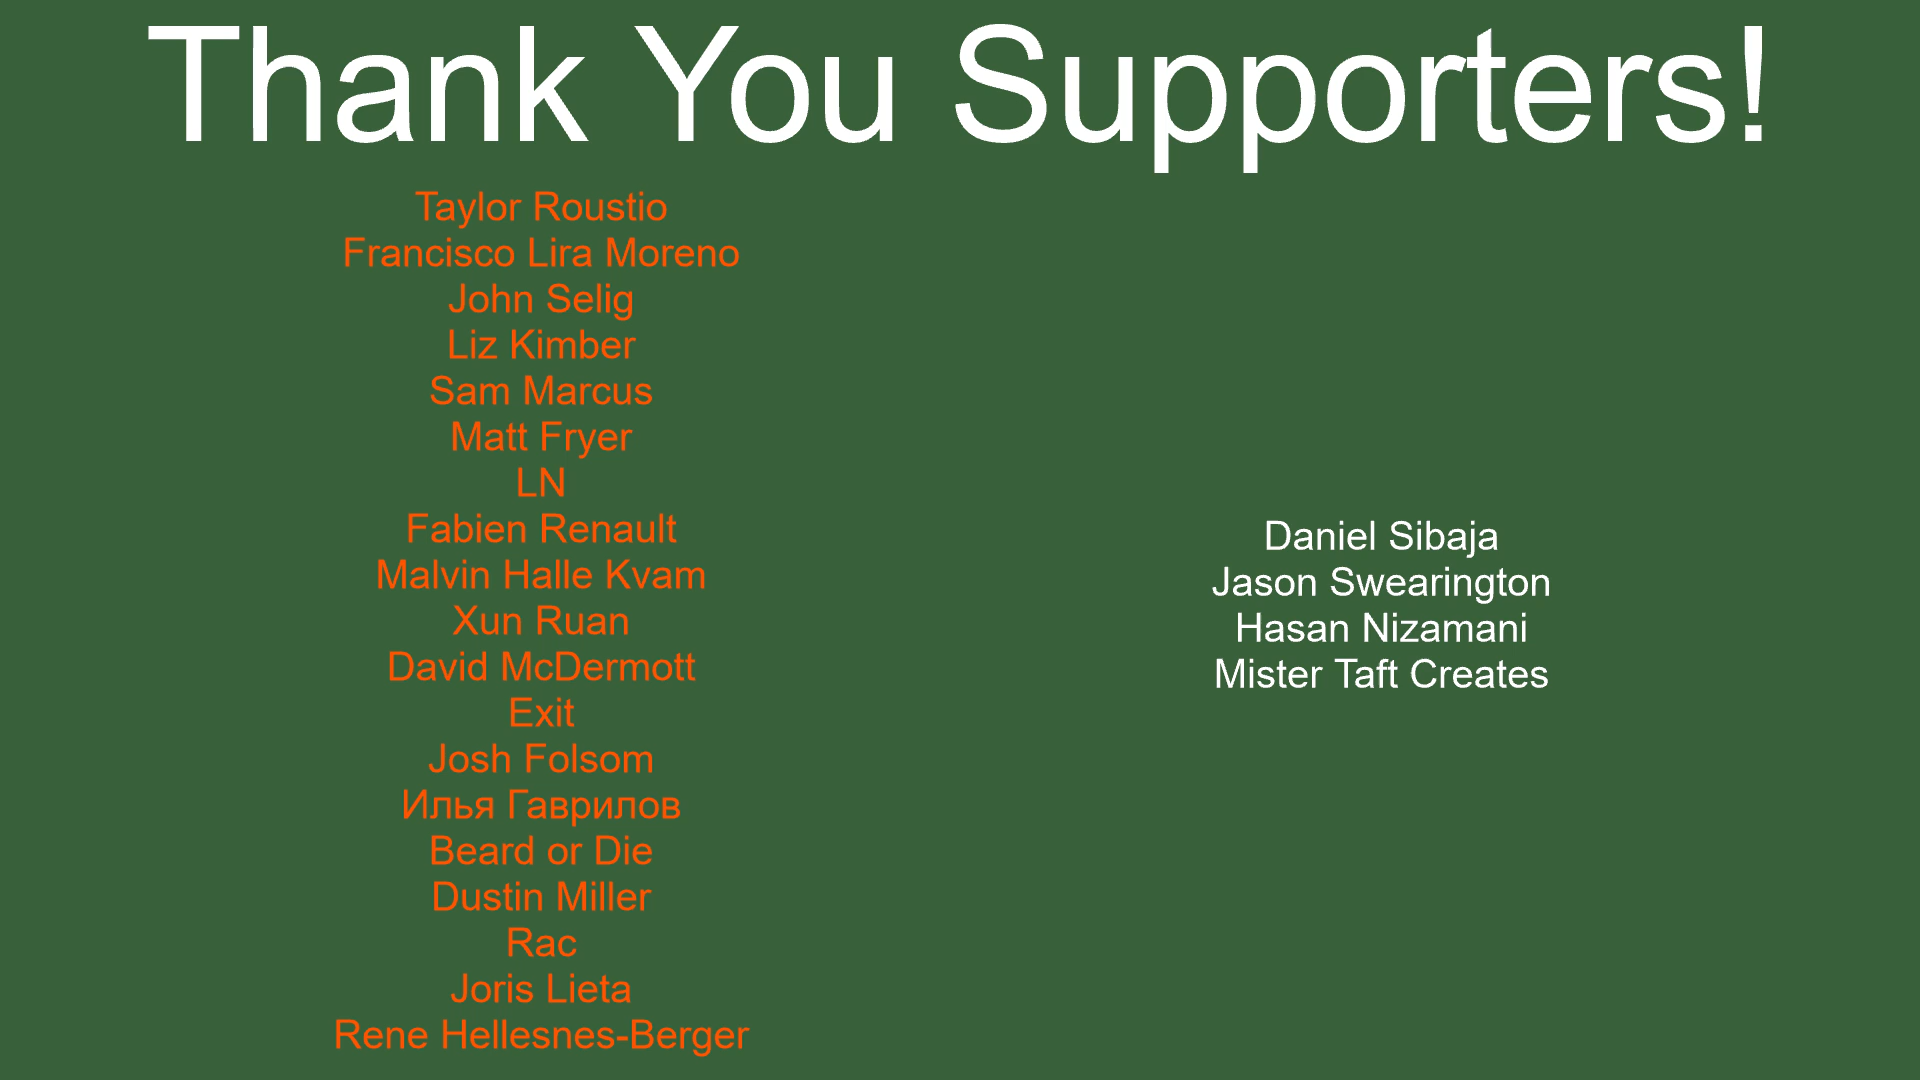 Thank You Supporters!
Taylor Roustio
Francisco Lira Moreno
John Selig
Liz Kimber
Sam Marcus
Matt Fryer
LN
Fabien Renault
Malvin Halle Kvam
Xun Ruan
David McDermott
Exit
Josh Folsom
Илья Гаврилов
Beard or Die
Dustin Miller
Rac
Joris Lieta
Rene Hellesnes-Berger
Daniel Sibaja
Jason Swearington
Hasan Nizamani
Mister Taft Creates